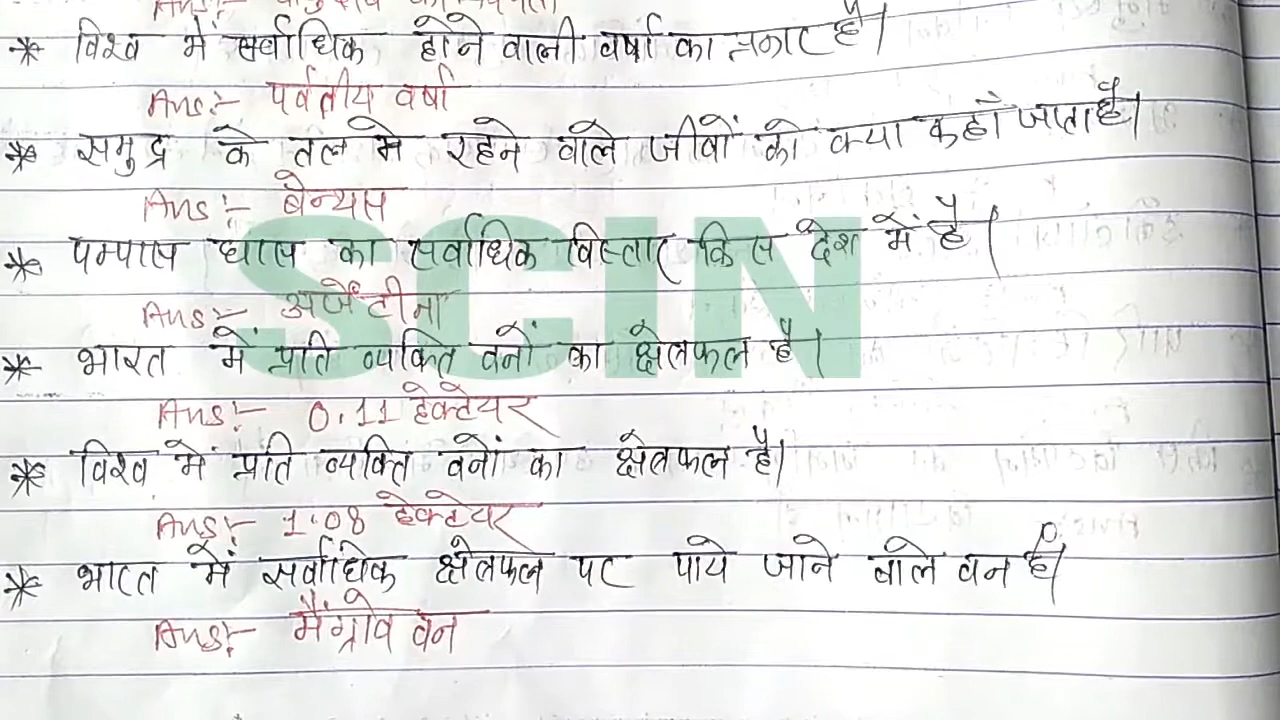 Ans:-
* विश्व में सर्वाधिक होने वाली वर्षा का प्रकार है।
Ans:- पर्वतीय वर्षा
* समुद्र के तल मे रहने वाले जीवों को क्या कहाँ जाता है।
Ans:- बेन्थस
* पम्पास घास का सर्वाधिक विस्तार किस देश में है।
Ans:- अर्जेंटीना
* भारत में प्रति व्यक्ति वनों का क्षेत्रफल है।
Ans:- 0.11 हेक्टेयर
* विश्व में प्रति व्यक्ति वनों का क्षेत्रफल है।
Ans:- 1.08 हेक्टेयर
* भारत में सर्वाधिक क्षेत्रफल पर पाये जाने वाले वन है।
Ans:- मैंग्रोव वन
SCIN